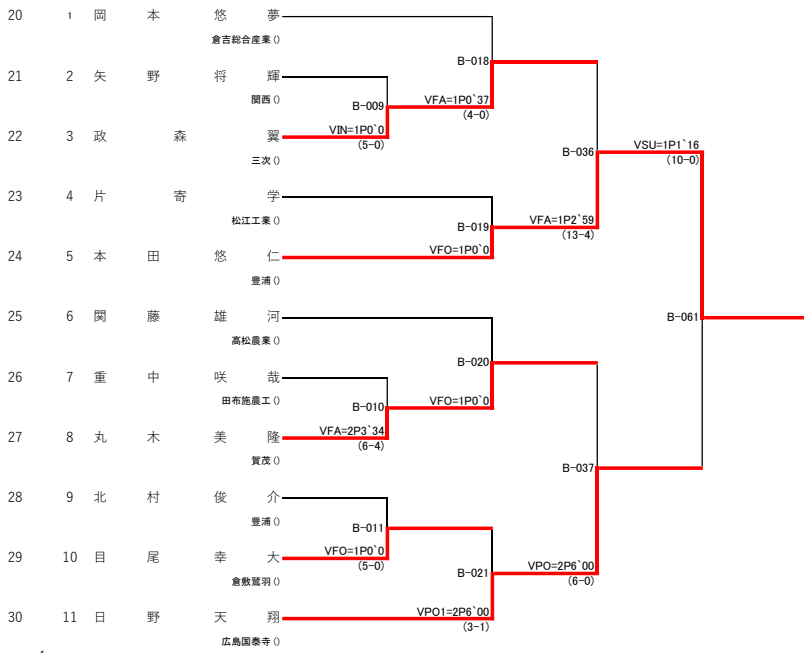 20 1 岡本悠夢
倉吉総合産業 ()
B-018
21 2 矢野将輝
関西 ()
B-009
VFA=1P0`37
(4-0)
22 3 政森翼
VIN=1P0`0
(5-0)
三次 ()
B-036
VSU=1P1`16
(10-0)
23 4 片寄学
松江工業 ()
B-019
VFA=1P2`59
(13-4)
24 5 本田悠仁
VFO=1P0`0
豊浦 ()
25 6 関藤雄河
B-061
高松農業 ()
B-020
26 7 重中咲哉
田布施農工 ()
B-010
VFO=1P0`0
27 8 丸木美隆
VFA=2P3`34
(6-4)
賀茂 ()
B-037
28 9 北村俊介
豊浦 ()
B-011
29 10 目尾幸大
VFO=1P0`0
(5-0)
倉敷鷲羽 ()
B-021
VPO=2P6`00
(6-0)
30 11 日野天翔
VPO1=2P6`00
(3-1)
広島国泰寺 ()